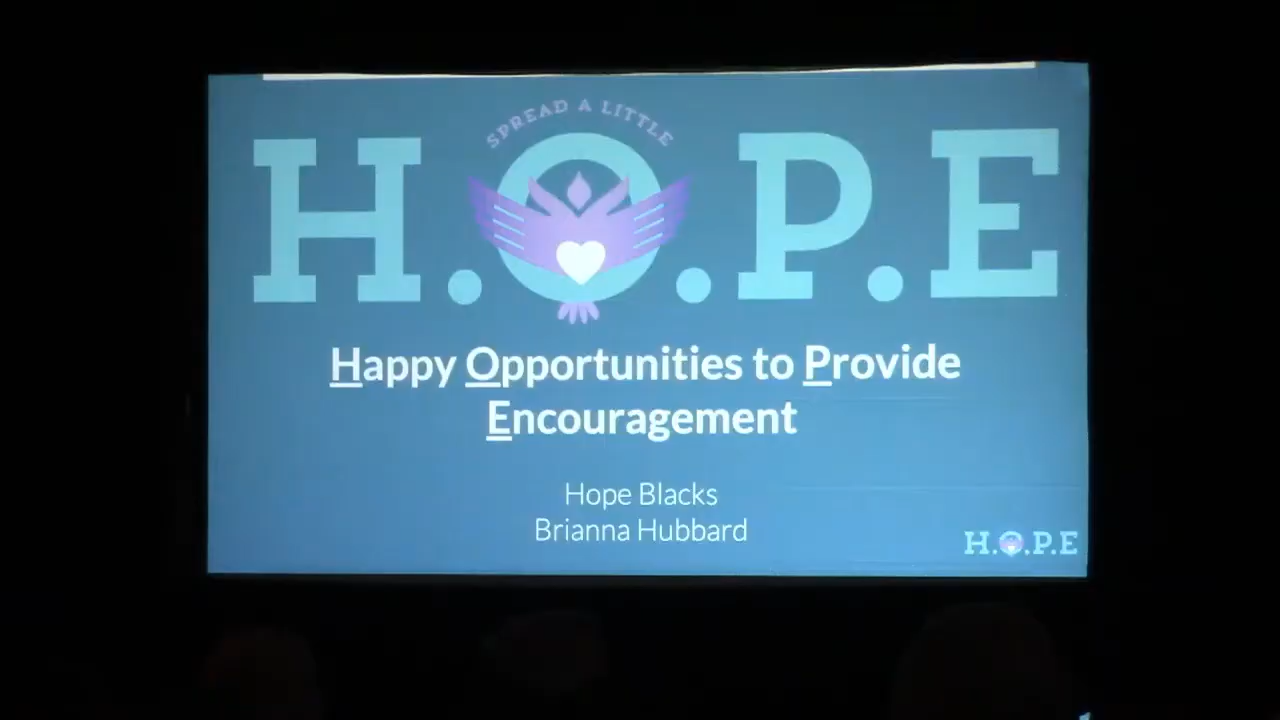 SPREAD A LITTLE
H.O.P.E
Happy Opportunities to Provide
Encouragement
Hope Blacks
Brianna Hubbard
H.O.P.E